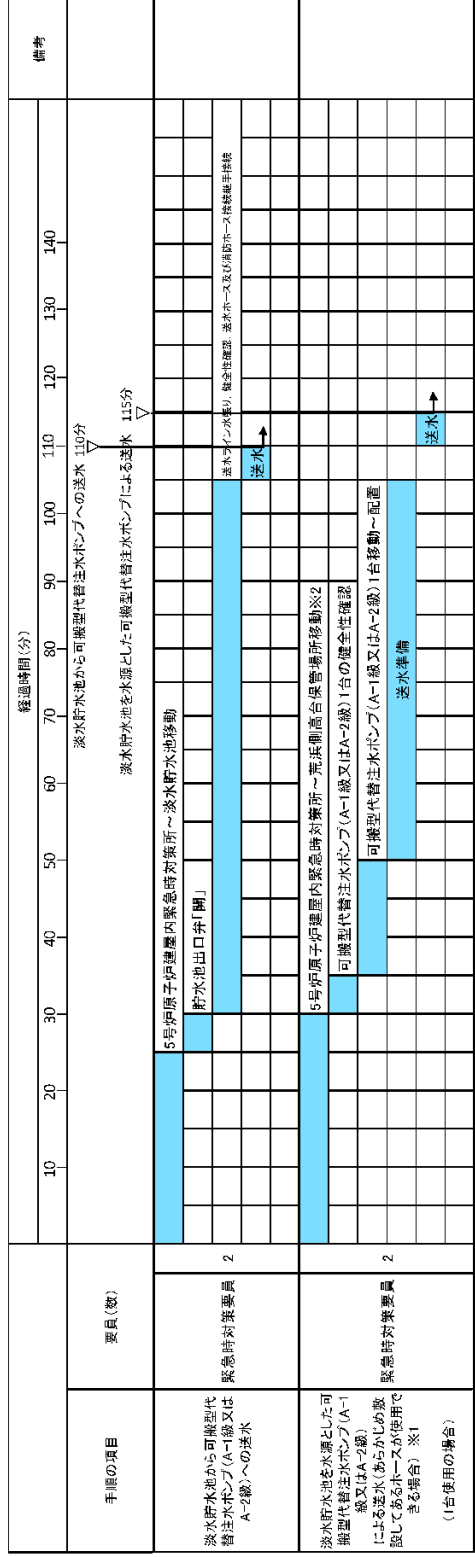 手順の項目
要員(数)
経過時間(分)
備考
10 20 30 40 50 60 70 80 90 100 110 120 130 140
淡水貯水池から可搬型代替注水ポンプへの送水 110分
淡水貯水池を水源とした可搬型代替注水ポンプによる送水 115分
淡水貯水池から可搬型代
替注水ポンプ(A-1級又は
A-2級)への送水
緊急時対策要員
2
5号炉原子炉建屋内緊急時対策所~淡水貯水池移動
貯水池出口弁「開」
送水ライン水張り、健全性確認、送水ホース及び消防ホース接続継手接続
送水
淡水貯水池を水源とした可
搬型代替注水ポンプ(A-1
級又はA-2級)
による送水(あらかじめ敷
設してあるホースが使用で
きる場合) ※1
(1台使用の場合)
緊急時対策要員
2
5号炉原子炉建屋内緊急時対策所~荒浜側高台保管場所移動※2
可搬型代替注水ポンプ(A-1級又はA-2級)1台の健全性確認
可搬型代替注水ポンプ(A-1級又はA-2級)1台移動~配置
送水準備
送水